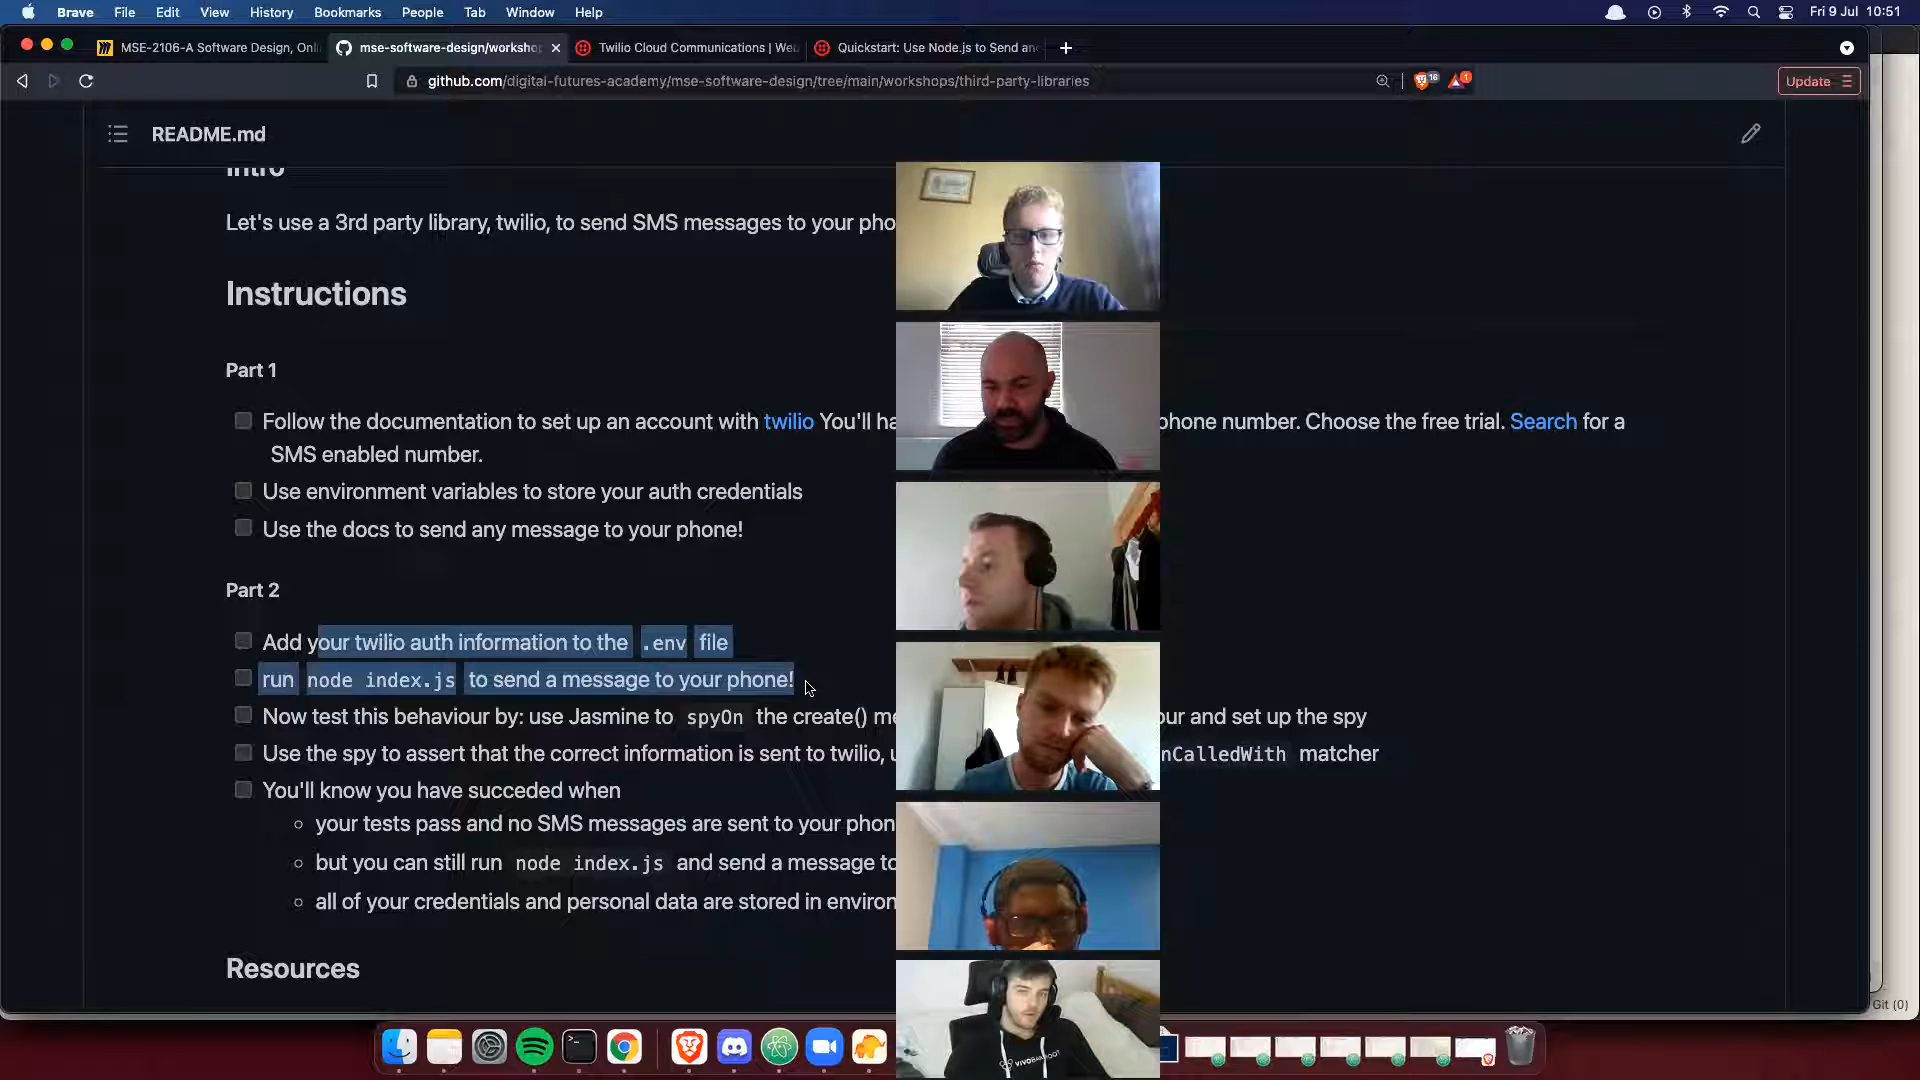 Brave File Edit View History Bookmarks People Tab Window Help Fri 9 Jul 10:51
MSE-2106-A Software Design, Onli mse-software-design/worksho Twilio Cloud Communications | Web Quickstart: Use Node.js to Send an
github.com/digital-futures-academy/mse-software-design/tree/main/workshops/third-party-libraries 16 1 Update
README.md
Intro
Let's use a 3rd party library, twilio, to send SMS messages to your pho
Instructions
Part 1
Follow the documentation to set up an account with twilio You'll ha phone number. Choose the free trial. Search for a
SMS enabled number.
Use environment variables to store your auth credentials
Use the docs to send any message to your phone!
Part 2
Add your twilio auth information to the .env file
run node index.js to send a message to your phone!
Now test this behaviour by: use Jasmine to spyOn the create() me ur and set up the spy
Use the spy to assert that the correct information is sent to twilio, u nCalledWith matcher
You'll know you have succeded when
your tests pass and no SMS messages are sent to your phon
but you can still run node index.js and send a message to
all of your credentials and personal data are stored in environ
Resources
Git (0)
VIVOBAREFOOT